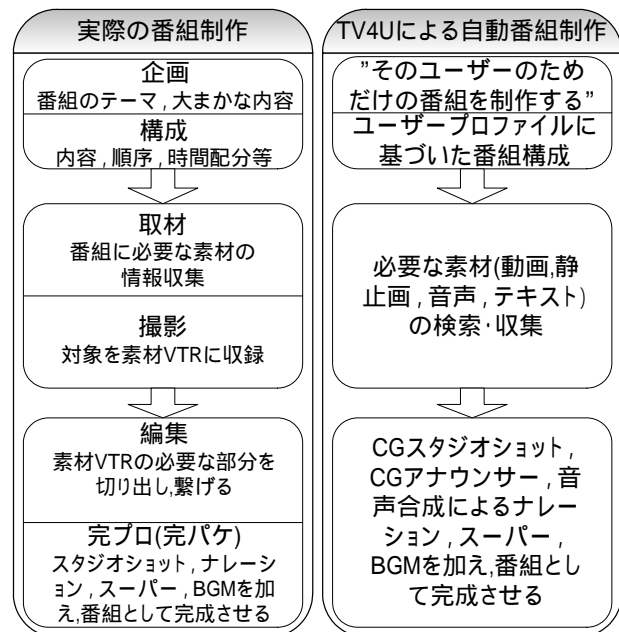 実際の番組制作
企画
番組のテーマ,大まかな内容
構成
内容,順序,時間配分等
取材
番組に必要な素材の
情報収集
撮影
対象を素材VTRに収録
編集
素材VTRの必要な部分を
切り出し,繋げる
完プロ(完パケ)
スタジオショット,ナレーシ
ョン,スーパー,BGMを加
え,番組として完成させる
TV4Uによる自動番組制作
”そのユーザーのため
だけの番組を制作する”
ユーザープロファイルに
基づいた番組構成
必要な素材(動画,静
止画,音声,テキスト)
の検索・収集
CGスタジオショット,
CGアナウンサー,音
声合成によるナレー
ション,スーパー,
BGMを加え,番組とし
て完成させる